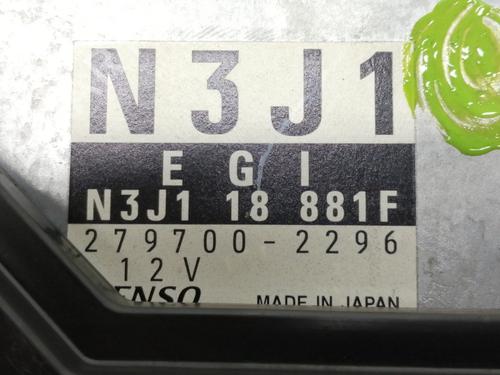 N3J1
E G I
N3J1 18 881F
279700-2296
12V
MADE IN JAPAN